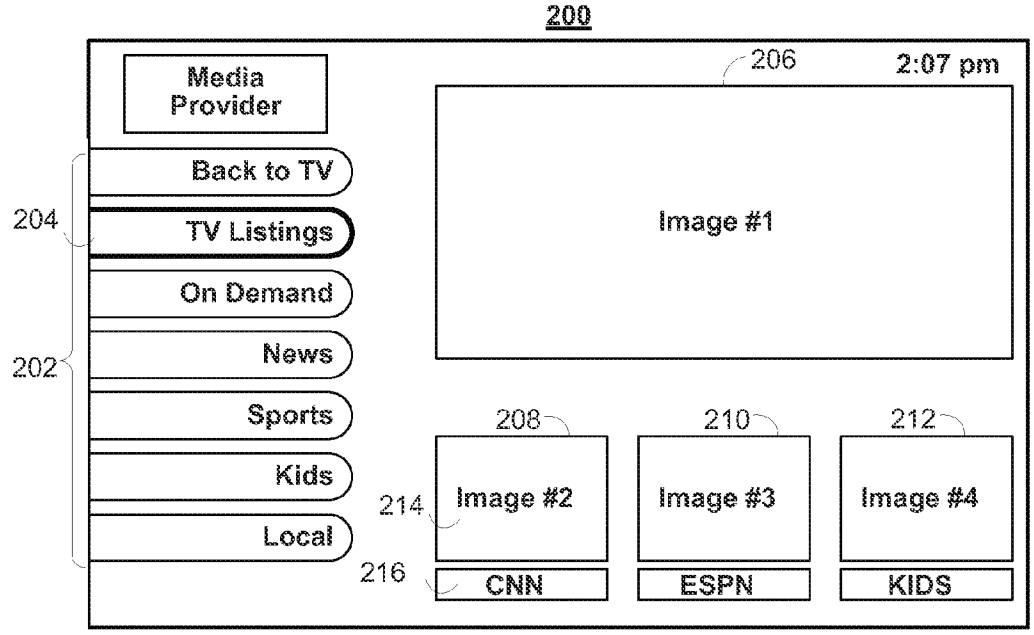 200
206
2:07 pm
Media
Provider
Back to TV
204
TV Listings
Image #1
On Demand
News
202
Sports
208
210
212
Kids
Image #2
Image #3
Image #4
214
Local
216
CNN
ESPN
KIDS